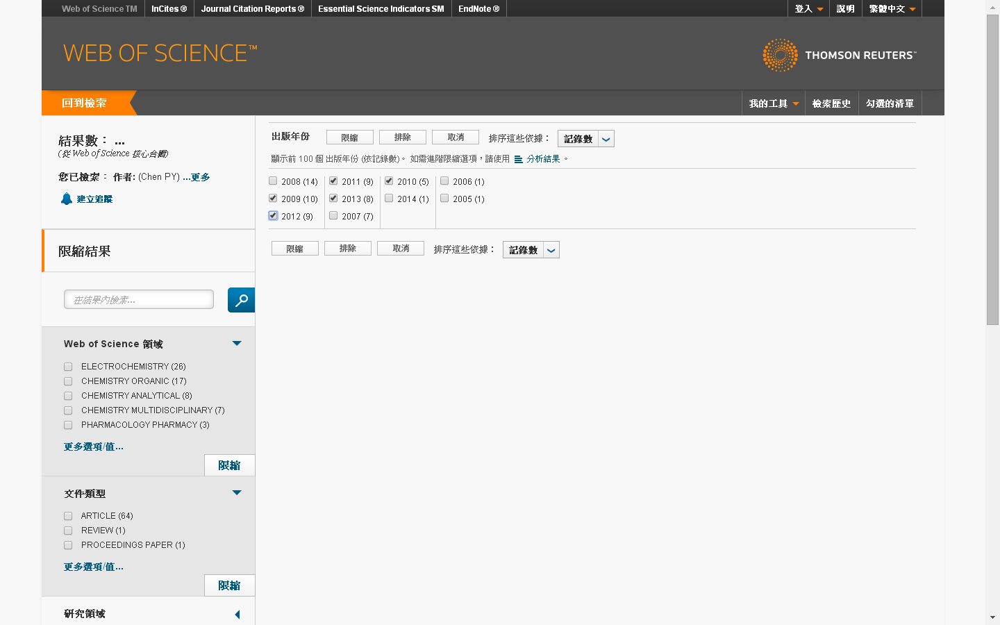 Web of Science TM InCites ® Journal Citation Reports ® Essential Science Indicators SM EndNote ® 登入 說明 繁體中文
WEB OF SCIENCE™ THOMSON REUTERS™
回到檢索 我的工具 檢索歷史 勾選的清單
結果數： ...
(從 Web of Science 核心合輯)
您已檢索： 作者: (Chen PY) ...更多
建立追蹤
限縮結果
在結果內檢索...
Web of Science 領域
ELECTROCHEMISTRY (26)
CHEMISTRY ORGANIC (17)
CHEMISTRY ANALYTICAL (8)
CHEMISTRY MULTIDISCIPLINARY (7)
PHARMACOLOGY PHARMACY (3)
更多選項/值...
限縮
文件類型
ARTICLE (64)
REVIEW (1)
PROCEEDINGS PAPER (1)
更多選項/值...
限縮
研究領域
出版年份 限縮 排除 取消 排序這些依據： 記錄數
顯示前 100 個 出版年份 (依記錄數)。 如需進階限縮選項，請使用 分析結果 。
2008 (14) 2011 (9) 2010 (5) 2006 (1)
2009 (10) 2013 (8) 2014 (1) 2005 (1)
2012 (9) 2007 (7)
限縮 排除 取消 排序這些依據： 記錄數